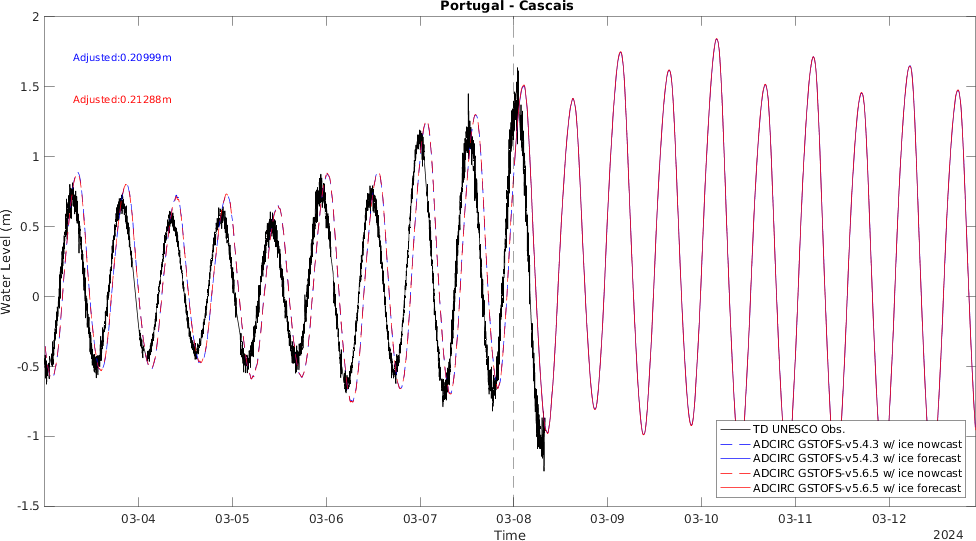 Portugal - Cascais
2
1.5
1
0.5
0
-0.5
-1
-1.5
Water Level (m)
Adjusted:0.20999m
Adjusted:0.21288m
TD UNESCO Obs.
ADCIRC GSTOFS-v5.4.3 w/ ice nowcast
ADCIRC GSTOFS-v5.4.3 w/ ice forecast
ADCIRC GSTOFS-v5.6.5 w/ ice nowcast
ADCIRC GSTOFS-v5.6.5 w/ ice forecast
03-04 03-05 03-06 03-07 03-08 03-09 03-10 03-11 03-12
Time
2024